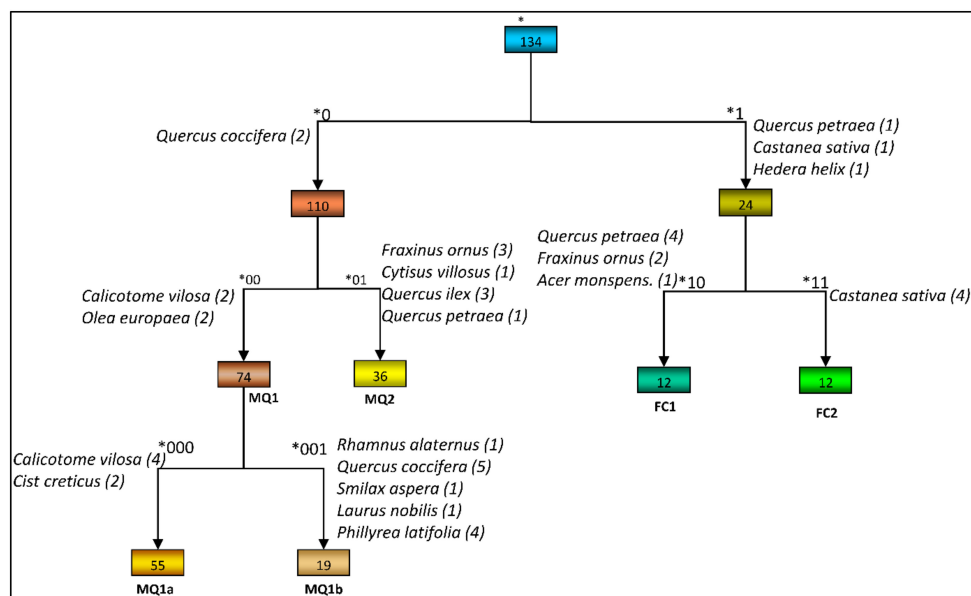 *
134
*0
*1
Quercus coccifera (2)
Quercus petraea (1)
Castanea sativa (1)
Hedera helix (1)
110
24
Fraxinus ornus (3)
Cytisus villosus (1)
Quercus ilex (3)
Quercus petraea (1)
Quercus petraea (4)
Fraxinus ornus (2)
Acer monspens. (1)
*00
*01
*10
*11
Calicotome vilosa (2)
Olea europaea (2)
Castanea sativa (4)
74
MQ1
36
MQ2
12
FC1
12
FC2
*000
*001
Calicotome vilosa (4)
Cist creticus (2)
Rhamnus alaternus (1)
Quercus coccifera (5)
Smilax aspera (1)
Laurus nobilis (1)
Phillyrea latifolia (4)
55
MQ1a
19
MQ1b